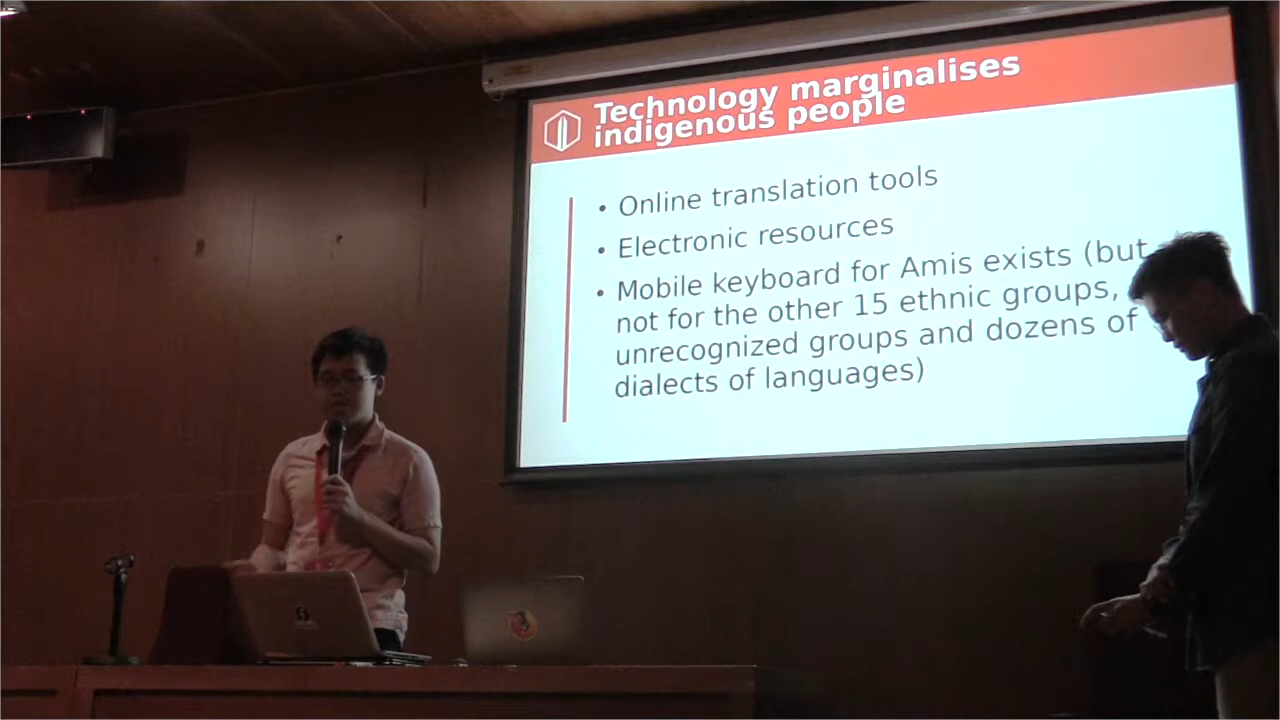 Technology marginalises
indigenous people
• Online translation tools
• Electronic resources
• Mobile keyboard for Amis exists (but
not for the other 15 ethnic groups,
unrecognized groups and dozens of
dialects of languages)